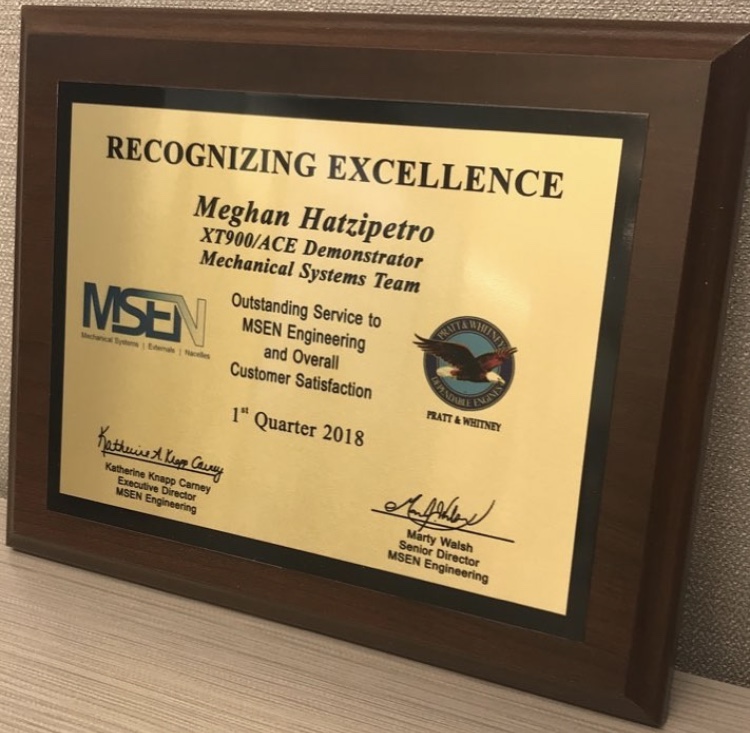 RECOGNIZING EXCELLENCE
Meghan Hatzipetro
XT900/ACE Demonstrator
Mechanical Systems Team
MSEN
Mechanical Systems | Externals | Nacelles
Outstanding Service to
MSEN Engineering
and Overall
Customer Satisfaction
1st Quarter 2018
PRATT & WHITNEY
DEPENDABLE ENGINES
PRATT & WHITNEY
Katherine A Knapp Carney
Katherine Knapp Carney
Executive Director
MSEN Engineering
Marty Walsh
Senior Director
MSEN Engineering